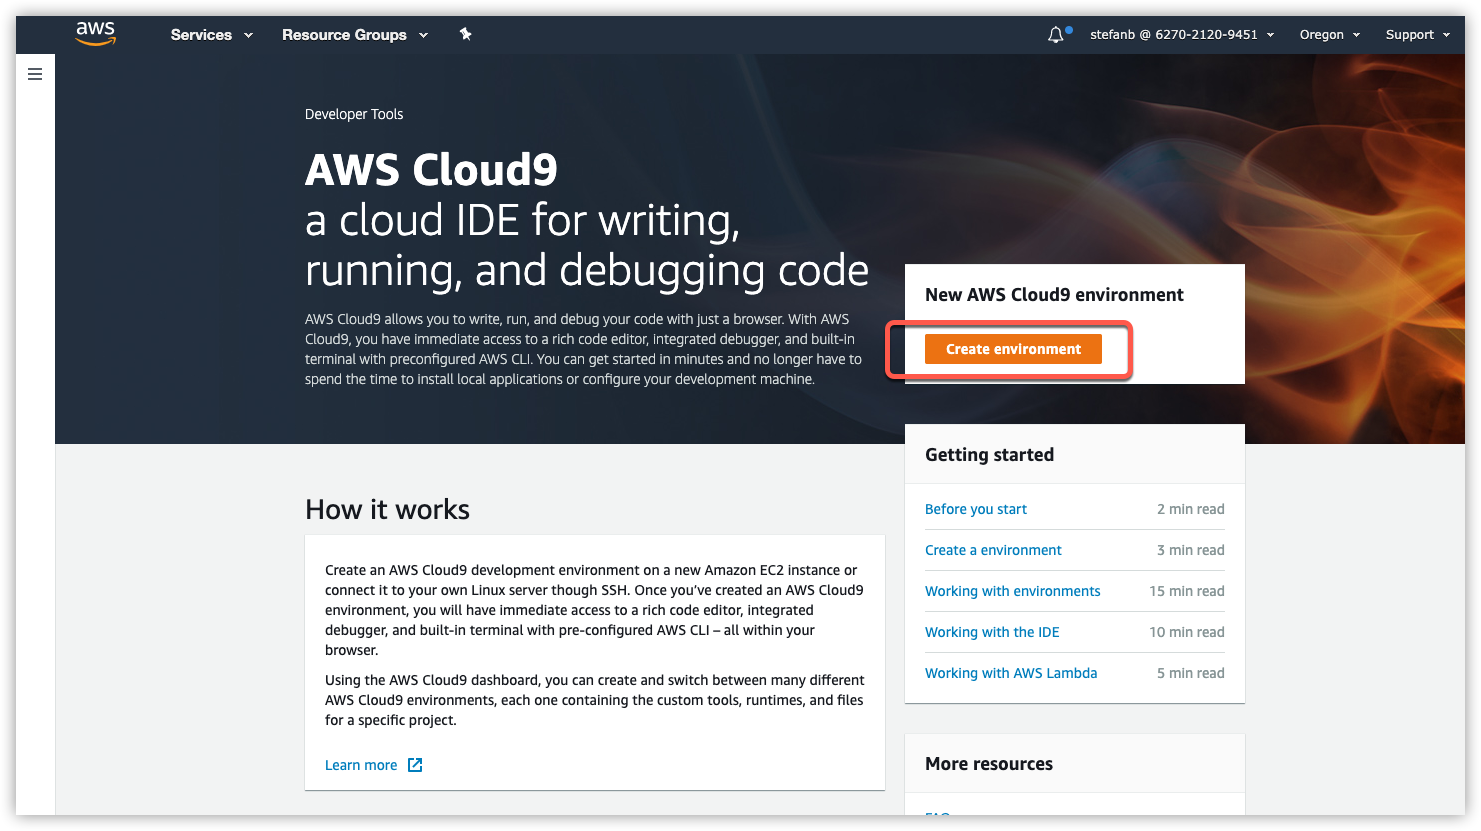 aws
Services
Resource Groups
stefanb @ 6270-2120-9451
Oregon
Support
Developer Tools
AWS Cloud9
a cloud IDE for writing,
running, and debugging code
AWS Cloud9 allows you to write, run, and debug your code with just a browser. With AWS
Cloud9, you have immediate access to a rich code editor, integrated debugger, and built-in
terminal with preconfigured AWS CLI. You can get started in minutes and no longer have to
spend the time to install local applications or configure your development machine.
New AWS Cloud9 environment
Create environment
Getting started
Before you start
2 min read
Create a environment
3 min read
Working with environments
15 min read
Working with the IDE
10 min read
Working with AWS Lambda
5 min read
How it works
Create an AWS Cloud9 development environment on a new Amazon EC2 instance or
connect it to your own Linux server though SSH. Once you’ve created an AWS Cloud9
environment, you will have immediate access to a rich code editor, integrated
debugger, and built-in terminal with pre-configured AWS CLI – all within your
browser.
Using the AWS Cloud9 dashboard, you can create and switch between many different
AWS Cloud9 environments, each one containing the custom tools, runtimes, and files
for a specific project.
Learn more
More resources